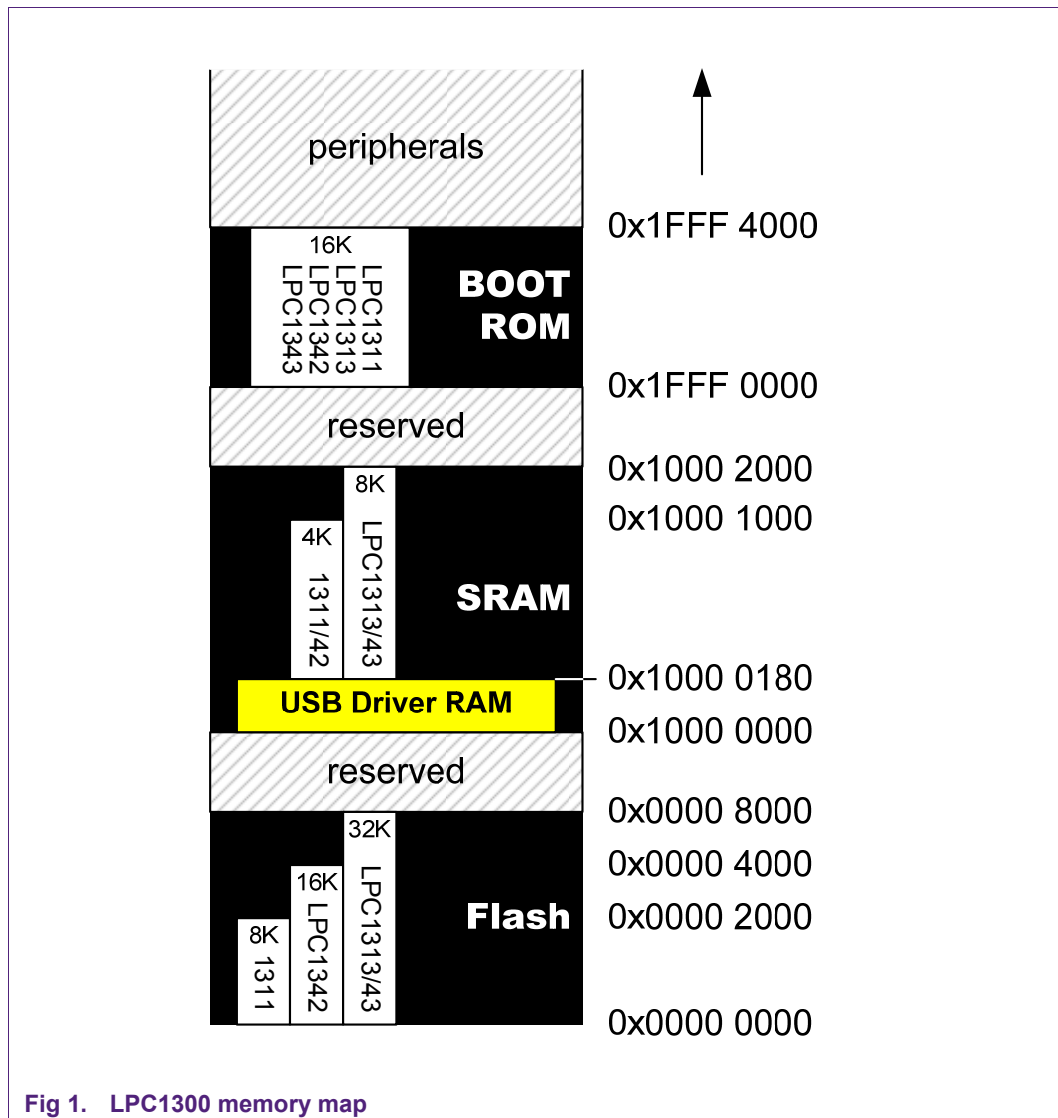 peripherals
0x1FFF 4000
16K
LPC1311
LPC1313
LPC1342
LPC1343
BOOT
ROM
0x1FFF 0000
reserved
0x1000 2000
8K
LPC1313/43
0x1000 1000
4K
1311/42
SRAM
0x1000 0180
USB Driver RAM
0x1000 0000
reserved
0x0000 8000
32K
LPC1313/43
0x0000 4000
16K
LPC1342
Flash
0x0000 2000
8K
1311
0x0000 0000
Fig 1. LPC1300 memory map